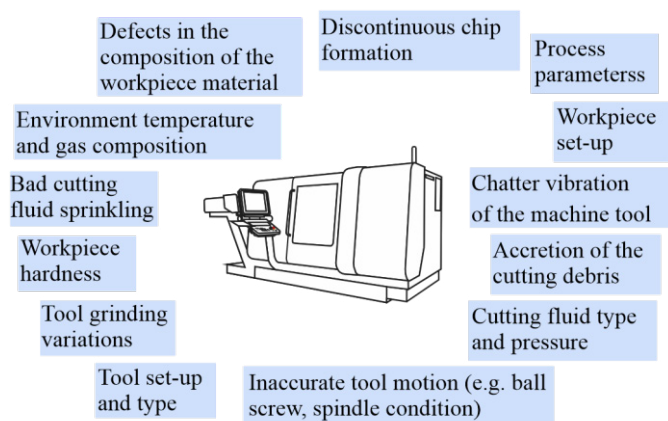 Defects in the
composition of the
workpiece material
Discontinuous chip
formation
Process
parameterss
Environment temperature
and gas composition
Workpiece
set-up
Bad cutting
fluid sprinkling
Chatter vibration
of the machine tool
Workpiece
hardness
Accretion of the
cutting debris
Tool grinding
variations
Cutting fluid type
and pressure
Tool set-up
and type
Inaccurate tool motion (e.g. ball
screw, spindle condition)